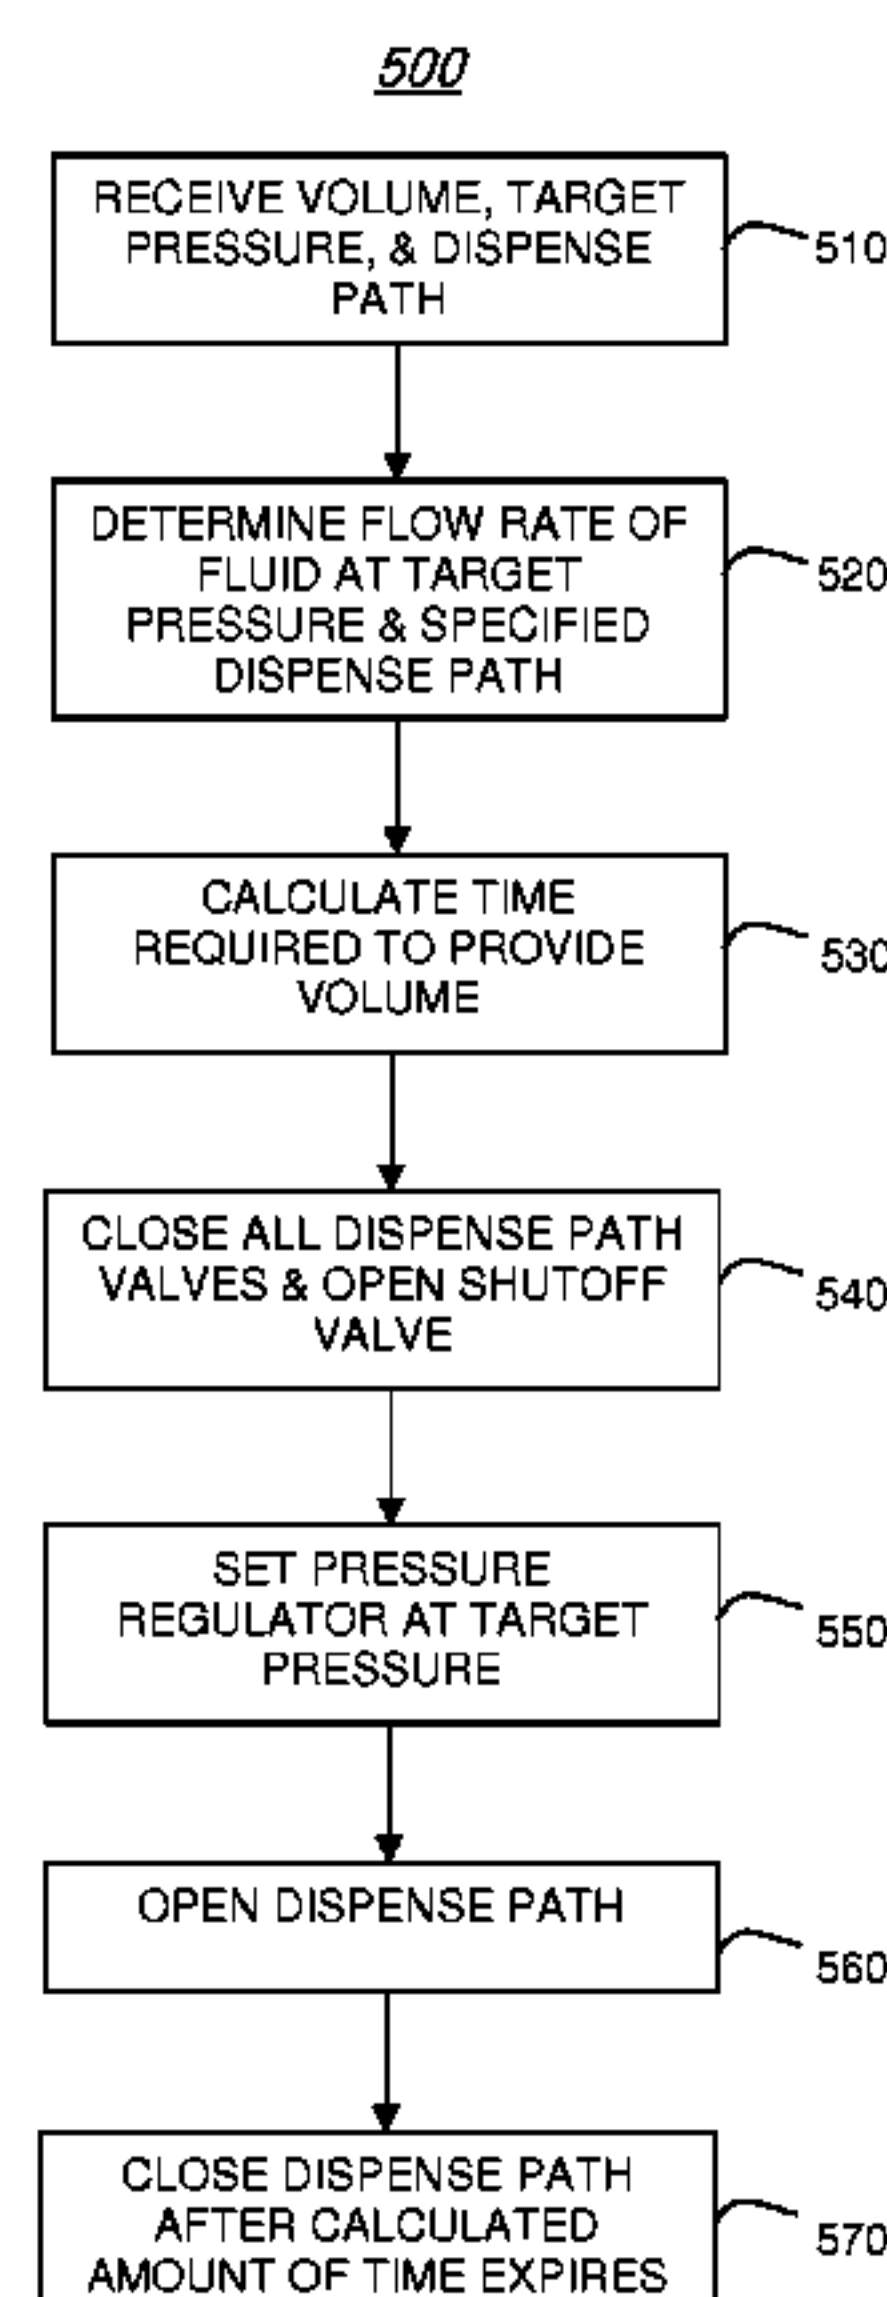 500
RECEIVE VOLUME, TARGET
PRESSURE, & DISPENSE
PATH
510
DETERMINE FLOW RATE OF
FLUID AT TARGET
PRESSURE & SPECIFIED
DISPENSE PATH
520
CALCULATE TIME
REQUIRED TO PROVIDE
VOLUME
530
CLOSE ALL DISPENSE PATH
VALVES & OPEN SHUTOFF
VALVE
540
SET PRESSURE
REGULATOR AT TARGET
PRESSURE
550
OPEN DISPENSE PATH
560
CLOSE DISPENSE PATH
AFTER CALCULATED
AMOUNT OF TIME EXPIRES
570